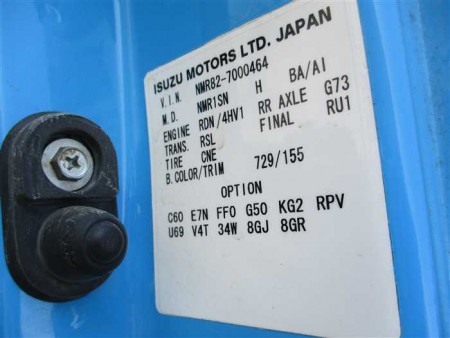 ISUZU MOTORS LTD. JAPAN
V.I.N. NMR82-7000464
M.D. NMR1SN H BA/AI
ENGINE RDN/4HV1 RR AXLE G73
TRANS. RSL FINAL RU1
TIRE CNE
B.COLOR/TRIM 729/155
OPTION
C60 E7N FF0 G50 KG2 RPV
U69 V4T 34W 8GJ 8GR